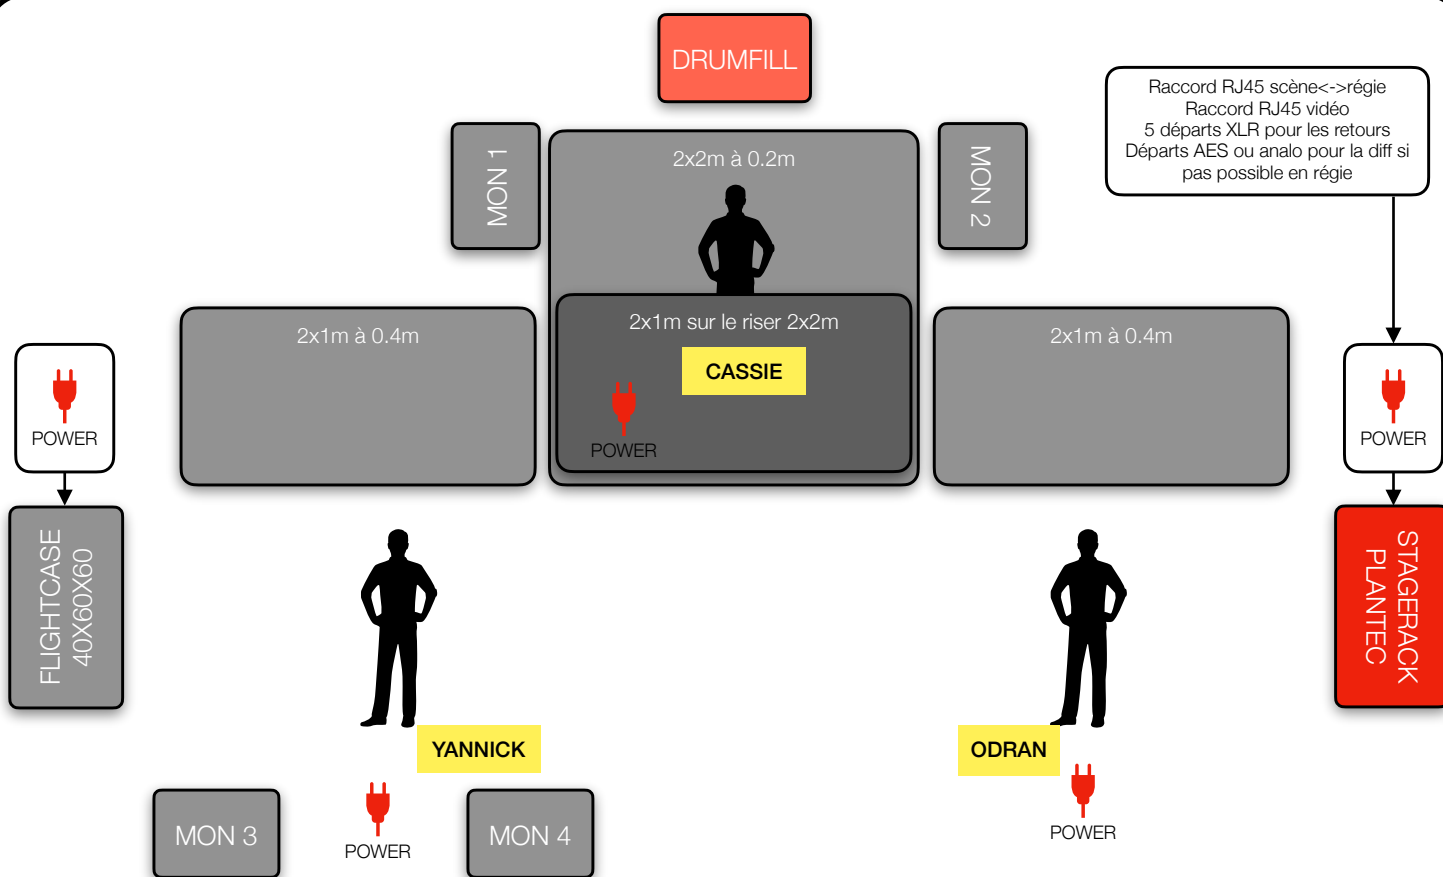 DRUMFILL
Raccord RJ45 scène<->régie
Raccord RJ45 vidéo
5 départs XLR pour les retours
Départs AES ou analo pour la diff si
pas possible en régie
MON 1
2x2m à 0.2m
MON 2
2x1m à 0.4m
2x1m sur le riser 2x2m
2x1m à 0.4m
CASSIE
POWER
POWER
POWER
FLIGHTCASE
40X60X60
STAGERACK
PLANTEC
YANNICK
ODRAN
MON 3
POWER
MON 4
POWER